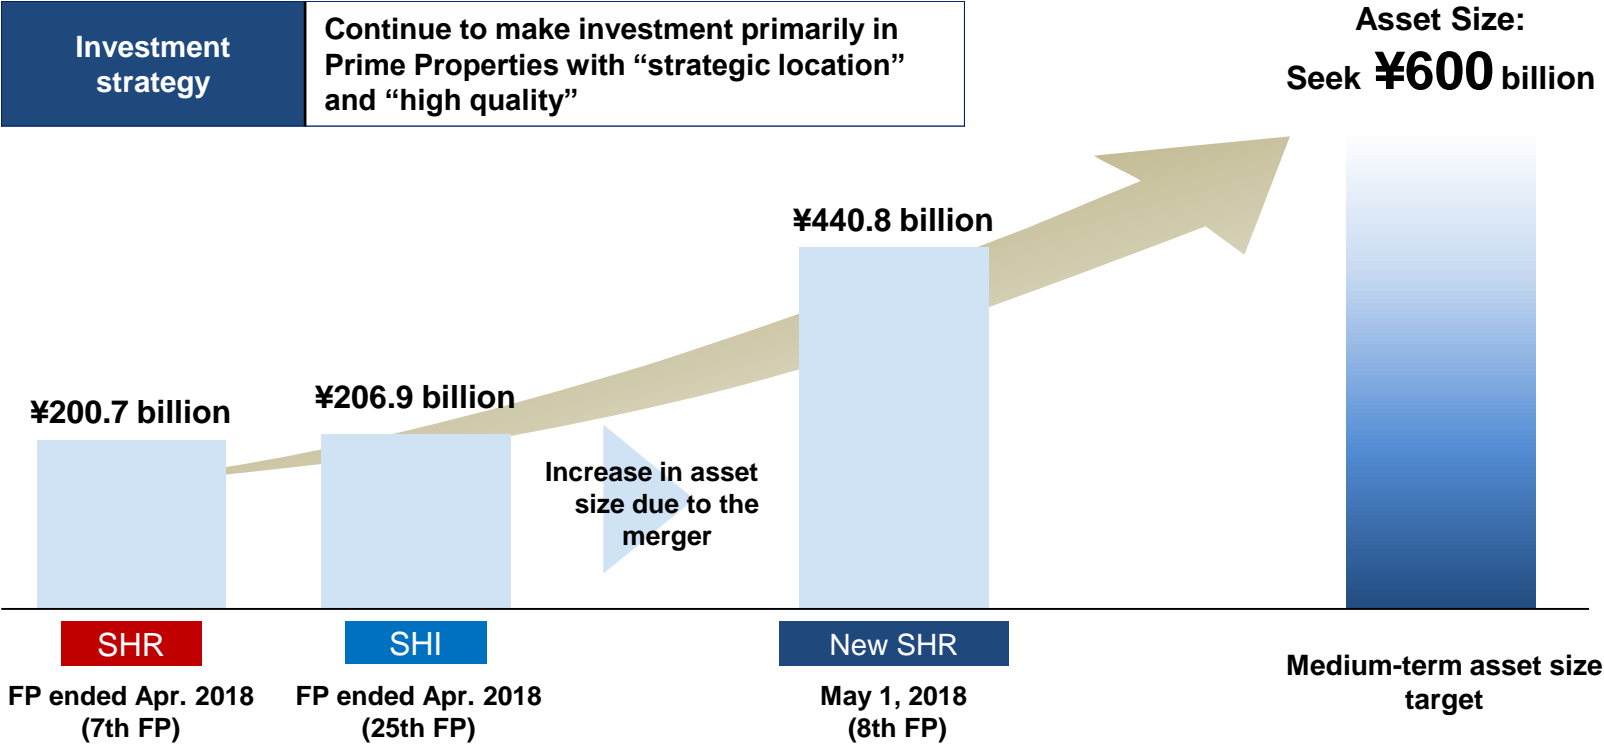 Investment
strategy
Continue to make investment primarily in
Prime Properties with “strategic location”
and “high quality”
Asset Size:
Seek ¥600 billion
¥440.8 billion
¥200.7 billion
¥206.9 billion
Increase in asset
size due to the
merger
SHR
SHI
New SHR
FP ended Apr. 2018
(7th FP)
FP ended Apr. 2018
(25th FP)
May 1, 2018
(8th FP)
Medium-term asset size
target